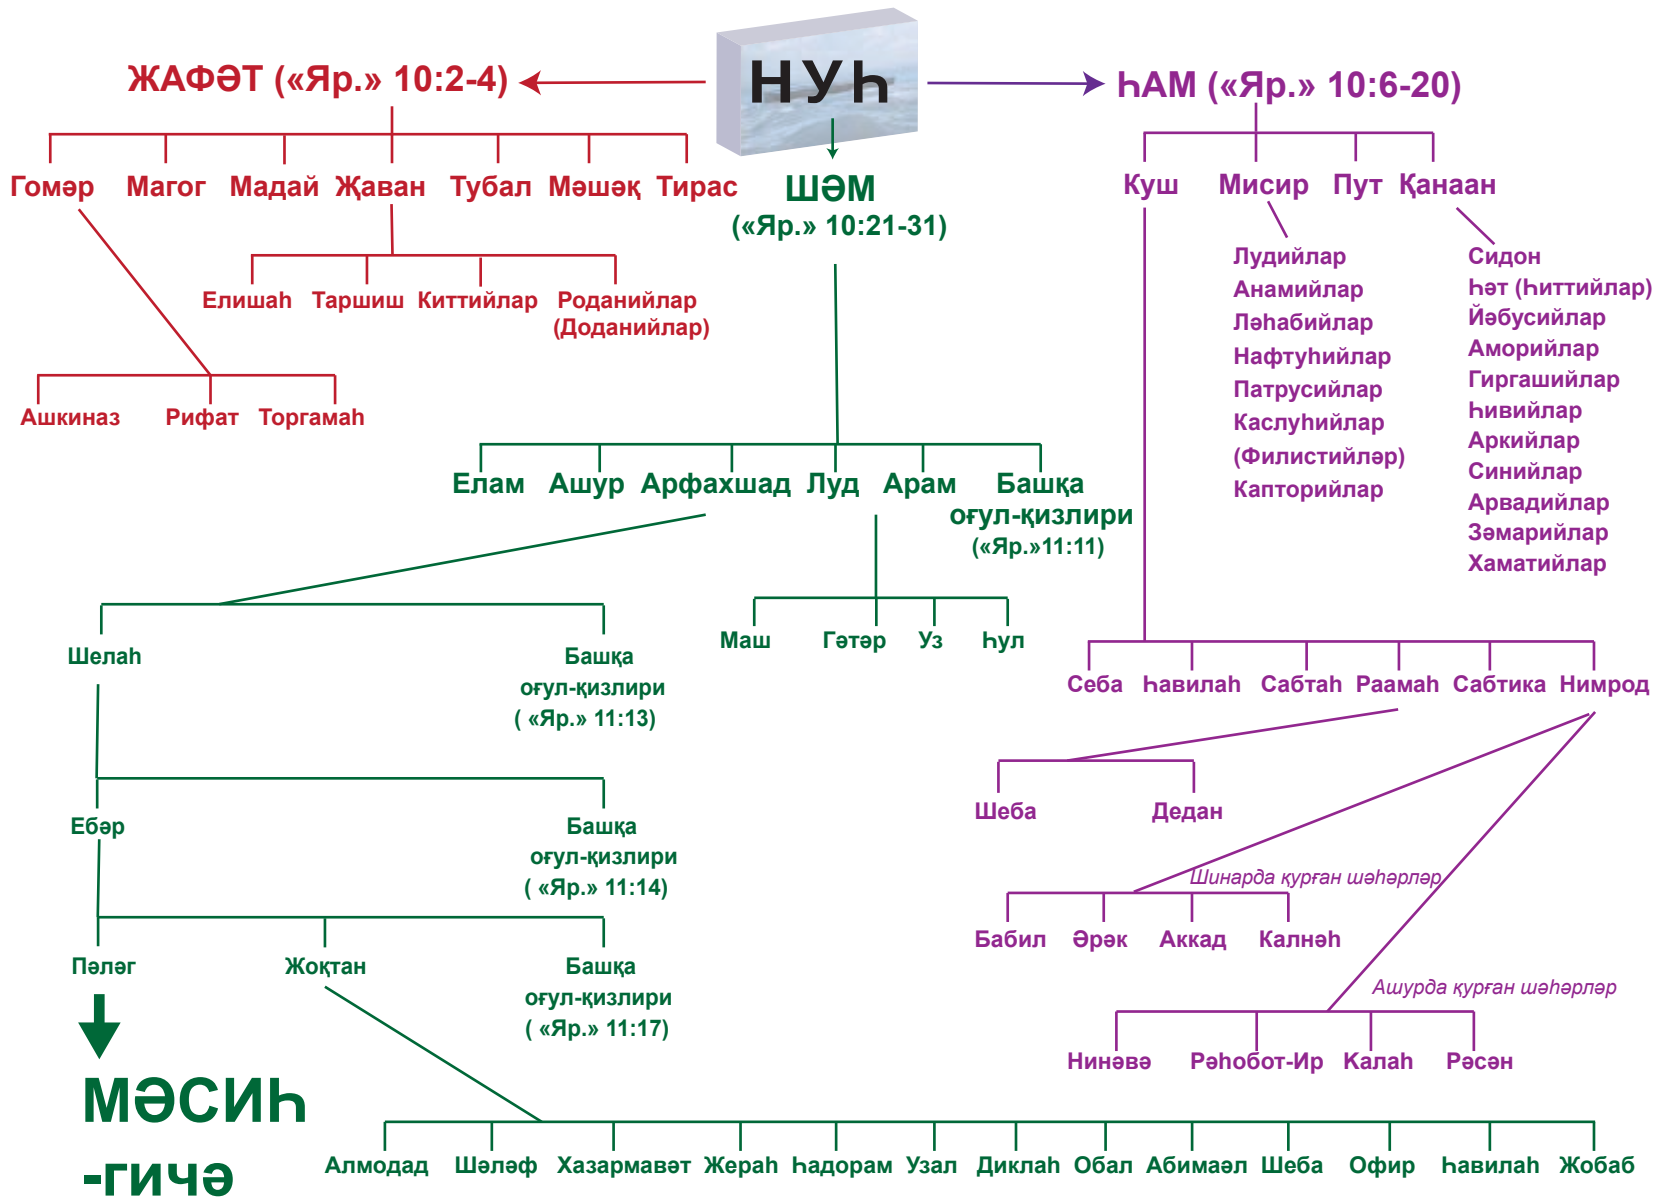 НУҺ
ЖАФӘТ («Яр.» 10:2-4)
ҺАМ («Яр.» 10:6-20)
ШӘМ
(«Яр.» 10:21-31)
Гомәр Магог Мадай Җаван Тубал Мәшәқ Тирас
Елишаһ Таршиш Киттийлар Роданийлар
(Доданийлар)
Ашкиназ Рифат Торгамаһ
Куш Мисир Пут Қанаан
Лудийлар
Анамийлар
Ләһабийлар
Нафтуһийлар
Патрусийлар
Каслуһийлар
(Филистийләр)
Капторийлар
Сидон
Һәт (Һиттийлар)
Йәбусийлар
Аморийлар
Гиргашийлар
Һивийлар
Аркийлар
Синийлар
Арвадийлар
Зәмарийлар
Хаматийлар
Елам Ашур Арфахшад Луд Арам Башқа
оғул-қизлири
(«Яр.»11:11)
Маш Гәтәр Уз Һул
Шелаһ
Башқа
оғул-қизлири
( «Яр.» 11:13)
Ебәр
Башқа
оғул-қизлири
( «Яр.» 11:14)
Пәләг Жоқтан Башқа
оғул-қизлири
( «Яр.» 11:17)
МӘСИҺ
-гичә
Алмодад Шәләф Хазармавәт Жераһ Һадорам Узал Диклаһ Обал Абимаәл Шеба Офир Һавилаһ Жобаб
Себа Һавилаһ Сабтаһ Раамаһ Сабтика Нимрод
Шеба Дедан
Шинарда қурған шәһәрләр
Бабил Әрәк Аккад Калнәһ
Ашурда қурған шәһәрләр
Нинәвә Рәһобот-Ир Калаһ Рәсән